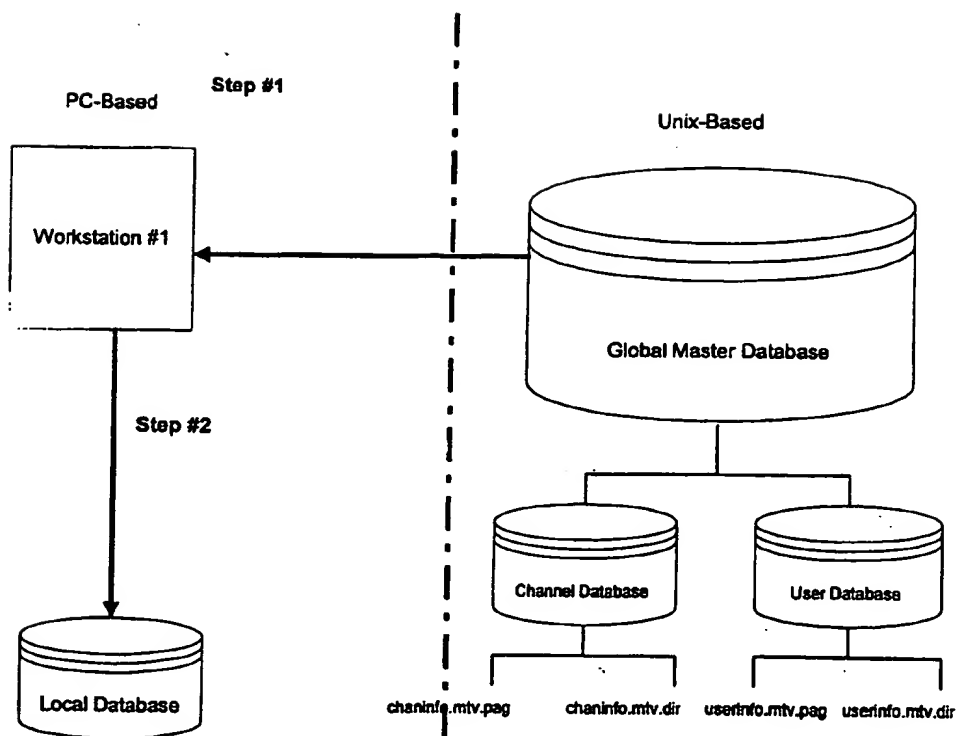 Step #1
PC-Based
Unix-Based
Workstation #1
Global Master Database
Step #2
Channel Database
User Database
Local Database
chaninfo.mtv.pag
chaninfo.mtv.dir
userinfo.mtv.pag
userinfo.mtv.dir